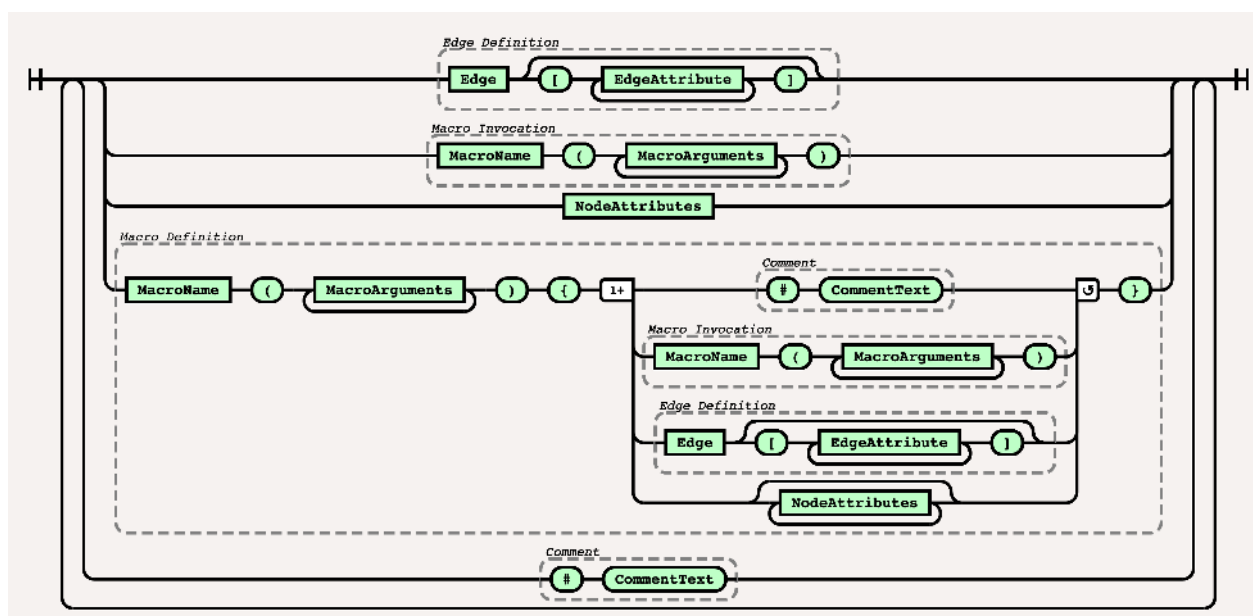 Edge Definition
Edge [ EdgeAttribute ]
Macro Invocation
MacroName ( MacroArguments )
NodeAttributes
Macro Definition
Comment
MacroName ( MacroArguments ) { 1+ # CommentText ↺ }
Macro Invocation
MacroName ( MacroArguments )
Edge Definition
Edge [ EdgeAttribute ]
NodeAttributes
Comment
# CommentText